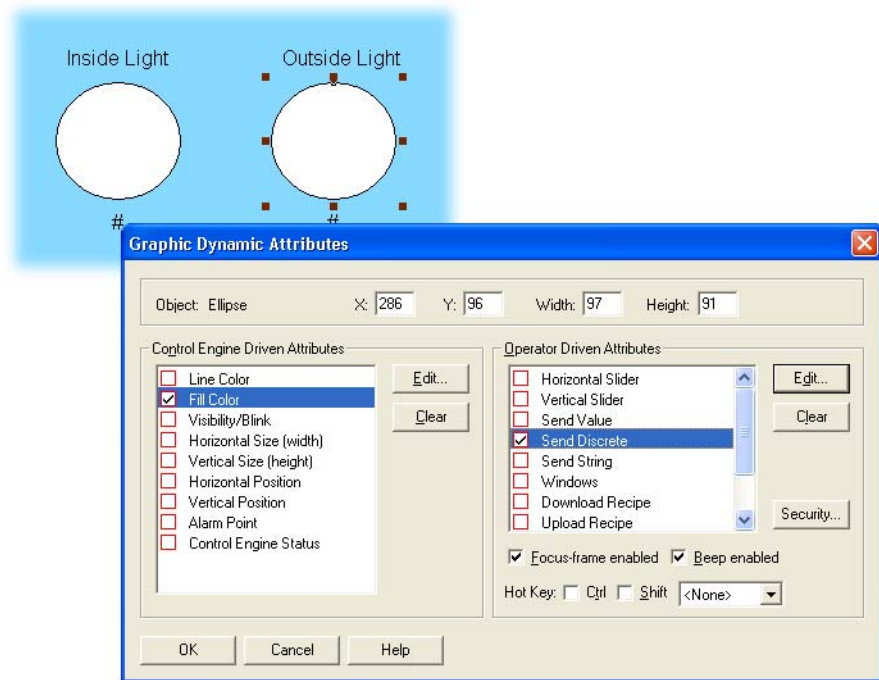 Inside Light
Outside Light
#
#
Graphic Dynamic Attributes
Object: Ellipse X: 286 Y: 96 Width: 97 Height: 91
Control Engine Driven Attributes
Line Color
Fill Color
Visibility/Blink
Horizontal Size (width)
Vertical Size (height)
Horizontal Position
Vertical Position
Alarm Point
Control Engine Status
Edit...
Clear
Operator Driven Attributes
Horizontal Slider
Vertical Slider
Send Value
Send Discrete
Send String
Windows
Download Recipe
Upload Recipe
Edit...
Clear
Security...
Focus-frame enabled Beep enabled
Hot Key: Ctrl Shift <None>
OK Cancel Help